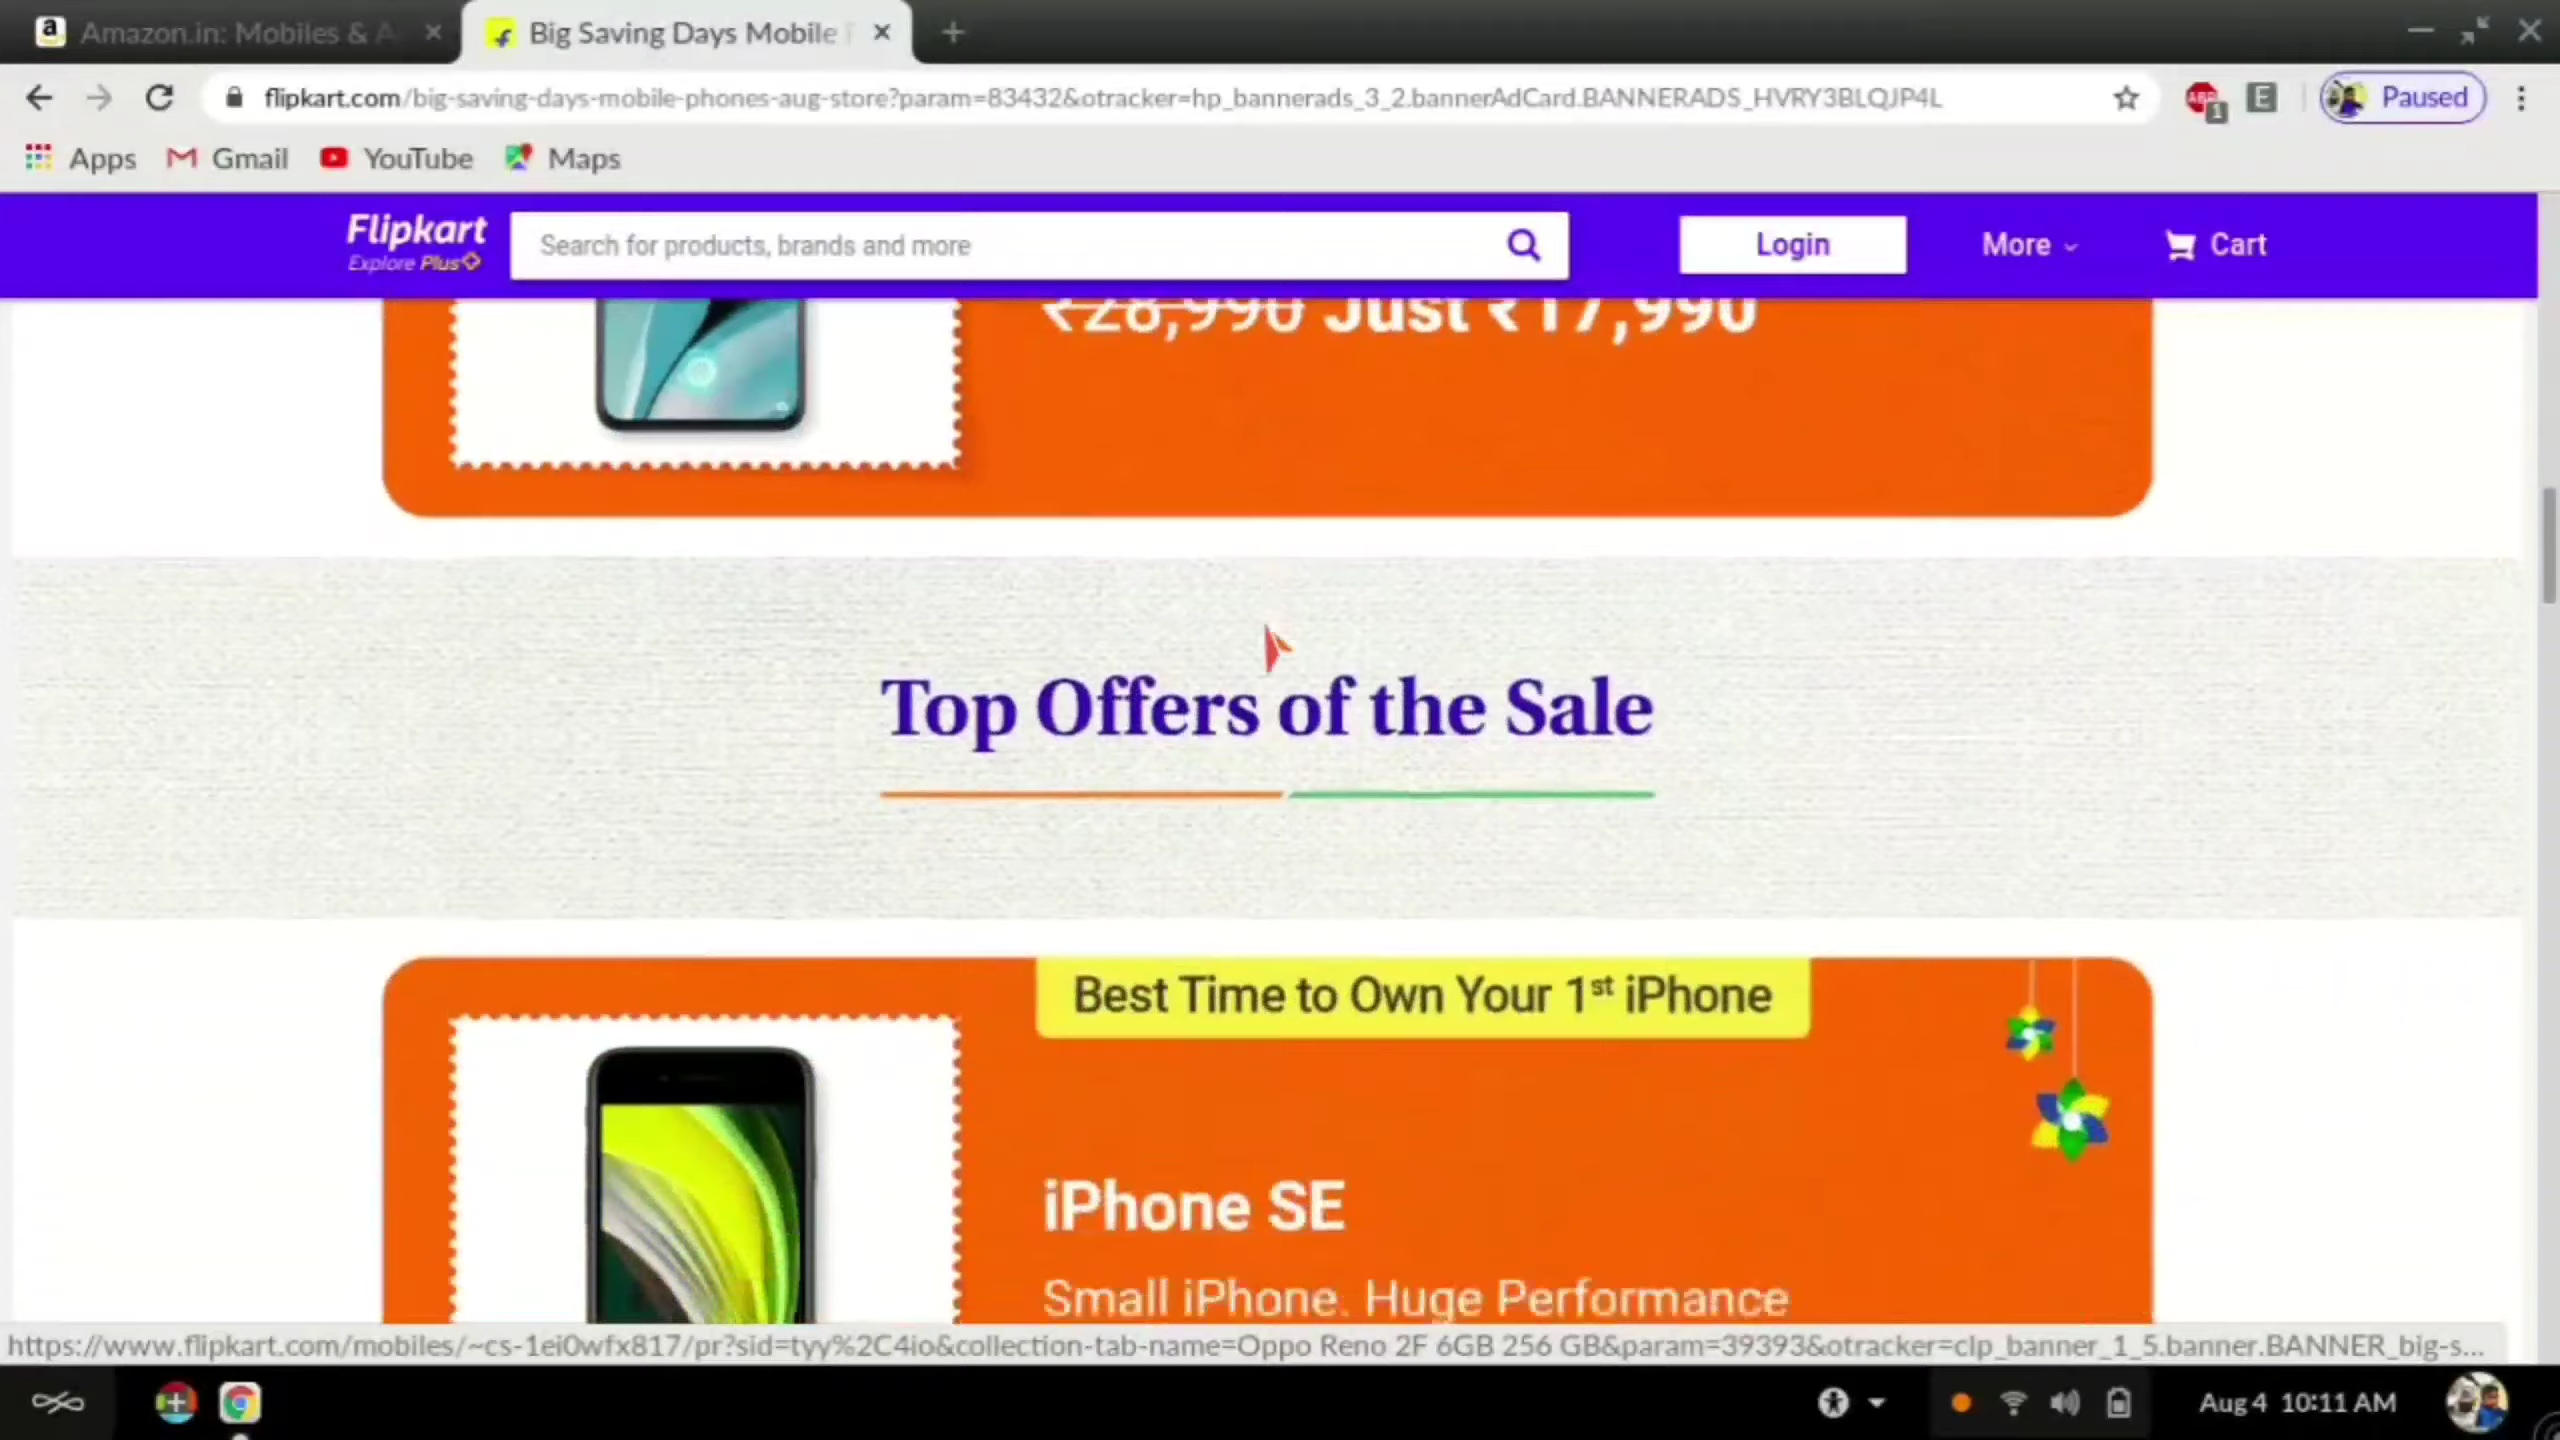 Amazon.in: Mobiles & A
Big Saving Days Mobile
flipkart.com/big-saving-days-mobile-phones-aug-store?param=83432&otracker=hp_bannerads_3_2.bannerAdCard.BANNERADS_HVRY3BLQJP4L
ABP 1 E Paused
Apps Gmail YouTube Maps
Flipkart
Explore Plus
Search for products, brands and more
Login
More
Cart
₹28,990 Just ₹17,990
Top Offers of the Sale
Best Time to Own Your 1st iPhone
iPhone SE
Small iPhone. Huge Performance
https://www.flipkart.com/mobiles/~cs-1ei0wfx817/pr?sid=tyy%2C4io&collection-tab-name=Oppo Reno 2F 6GB 256 GB&param=39393&otracker=clp_banner_1_5.banner.BANNER_big-s...
Aug 4 10:11 AM